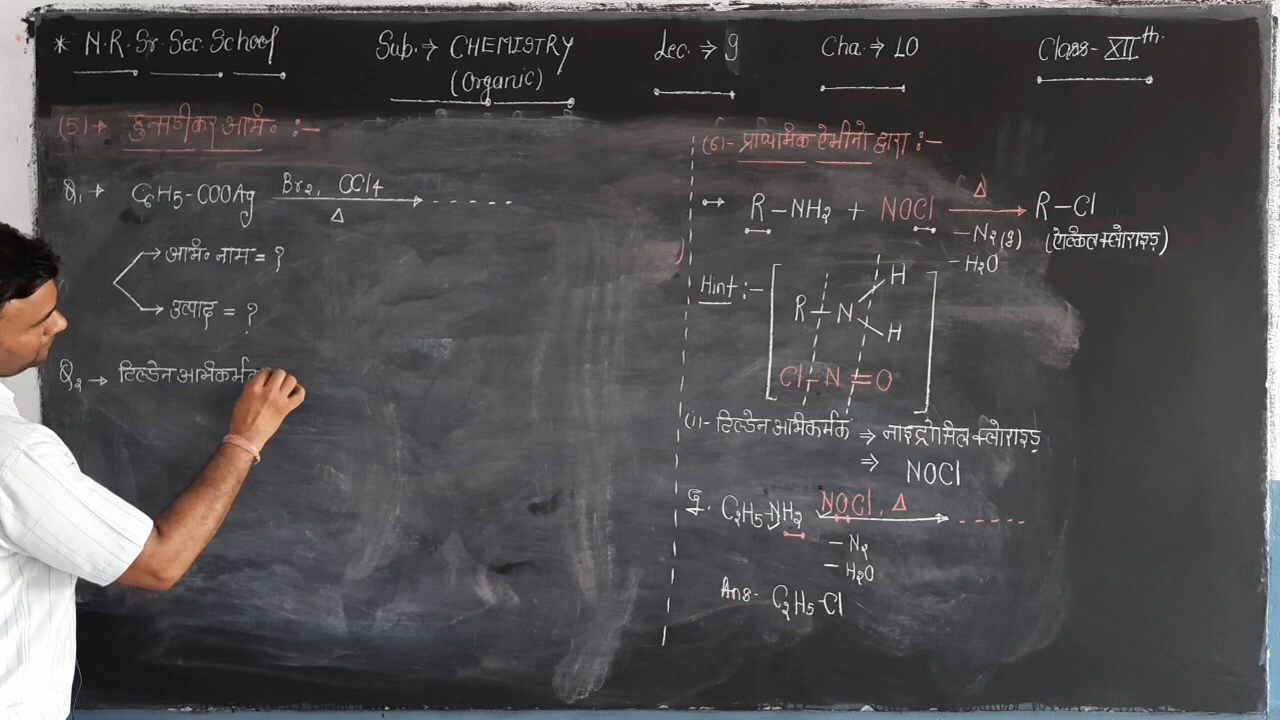 * N.R. Sr. Sec. School Sub. → CHEMISTRY (Organic) Lec. → 9 Cha. → 10 Class- XIIth.
(5) → हुन्सडीकर अभि. :-
Q1 → C6H5-COOAg Br2, CCl4 Δ ⟶ ------
→ अभि. नाम = ?
→ उत्पाद = ?
Q2 → टिल्डेन अभिकर्मक
(6)- प्राथमिक ऐमीनो द्वारा :-
→ R-NH2 + NOCl Δ ⟶ R-Cl
-N2(g) (ऐल्किल क्लोराइड)
-H2O
Hint :- [ R-N H H
Cl-N=O ]
(1)- टिल्डेन अभिकर्मक ⇒ नाइट्रोसिल क्लोराइड
⇒ NOCl
C2H5-NH2 NOCl, Δ ⟶ -----
-N2
-H2O
Ans- C2H5-Cl